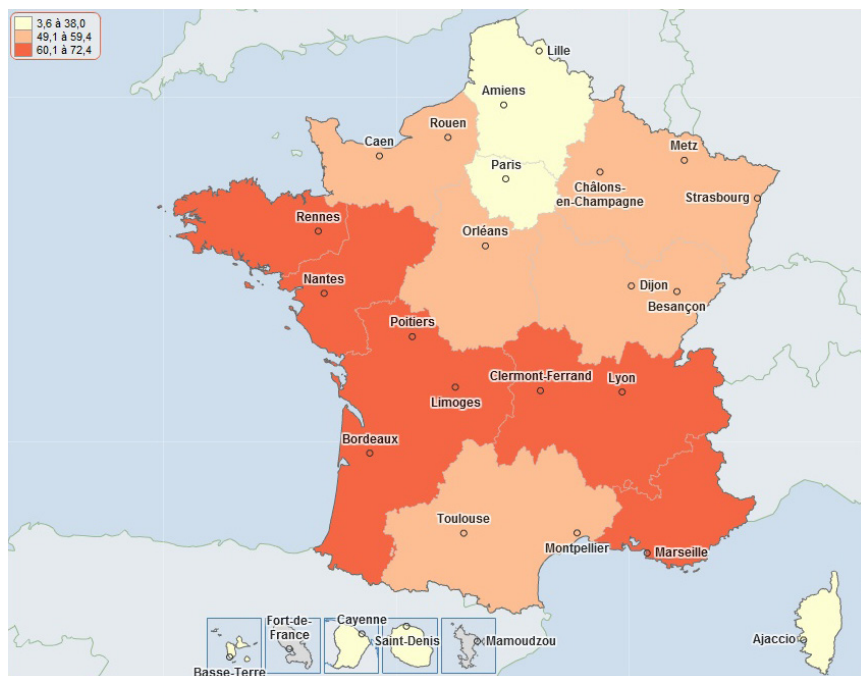 3,6 à 38,0
49,1 à 59,4
60,1 à 72,4
Lille
Amiens
Rouen
Caen
Metz
Paris
Châlons-
en-Champagne
Strasbourg
Rennes
Orléans
Nantes
Dijon
Besançon
Poitiers
Clermont-Ferrand
Lyon
Limoges
Bordeaux
Toulouse
Montpellier
Marseille
Fort-de-
France
Cayenne
Saint-Denis
Mamoudzou
Ajaccio
Basse-Terre